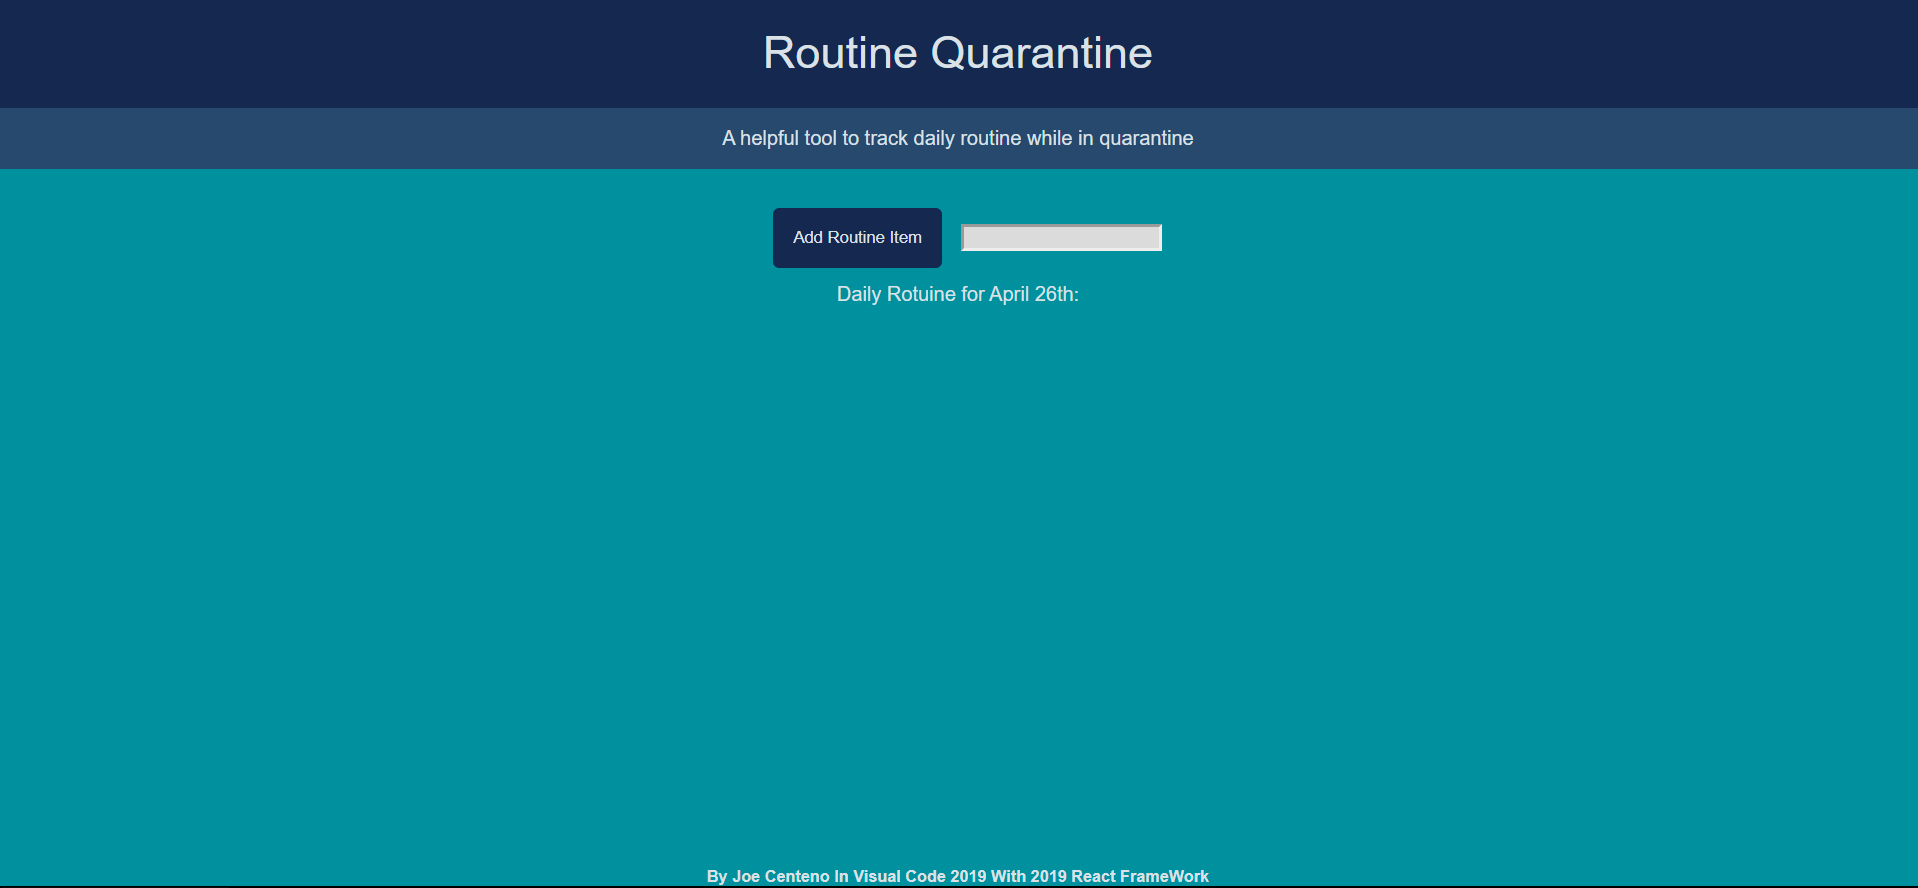 Routine Quarantine
A helpful tool to track daily routine while in quarantine
Add Routine Item
Daily Rotuine for April 26th:
By Joe Centeno In Visual Code 2019 With 2019 React FrameWork